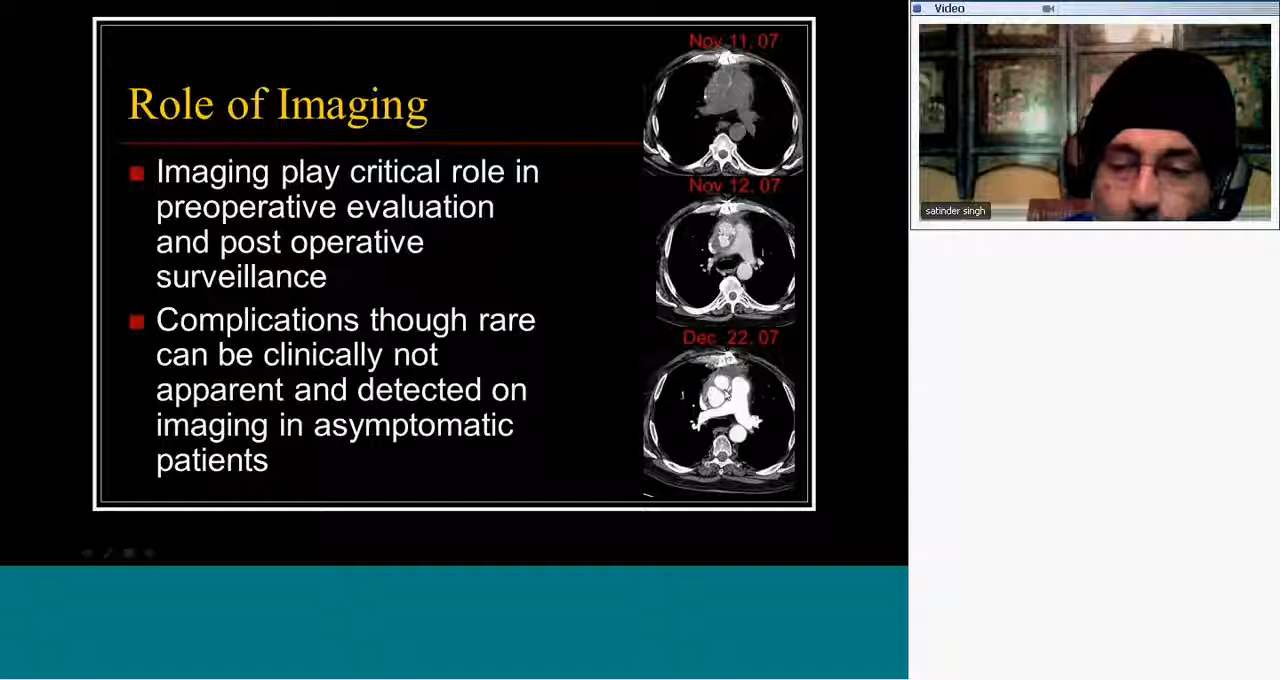 Role of Imaging
Imaging play critical role in
preoperative evaluation
and post operative
surveillance
Complications though rare
can be clinically not
apparent and detected on
imaging in asymptomatic
patients
Nov 11, 07
Nov 12, 07
Dec 22, 07
Video
satinder singh